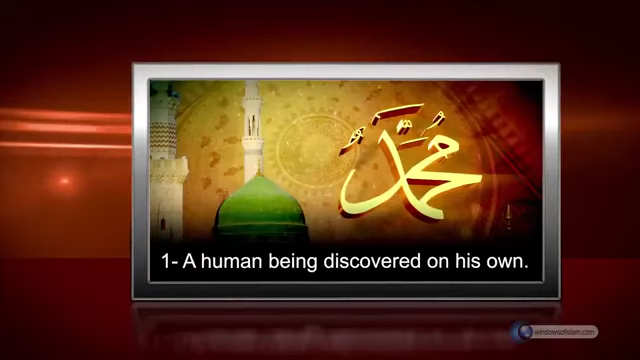 محمد
1- A human being discovered on his own.
windowsofislam.com